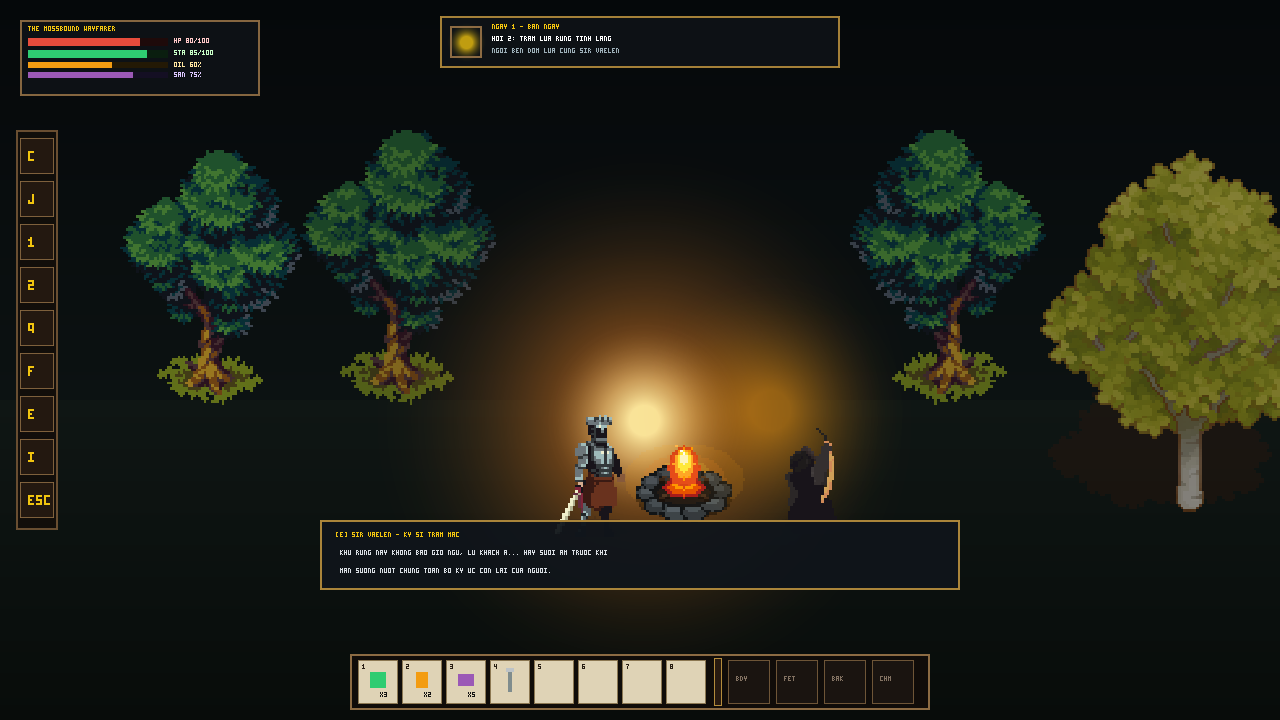 THE MOSSBOUND WAYFARER
HP 80/100
STA 85/100
OIL 60%
SAN 75%
NGAY 1 - BAN NGAY
HOI 2: TRAM LUA RUNG TINH LANG
NGOI BEN DOM LUA CUNG SIR VAELEN
C
J
1
2
Q
F
E
I
ESC
[E] SIR VAELEN - KY SI TRAM MAC
KHU RUNG NAY KHONG BAO GIO NGU, LU KHACH A... HAY SUOI AM TRUOC KHI
MAN SUONG NUOT CHUNG TOAN BO KY UC CON LAI CUA NGUOI.
1 2 3 4 5 6 7 8
X3 X2 X5
BDY FET BAK CHM